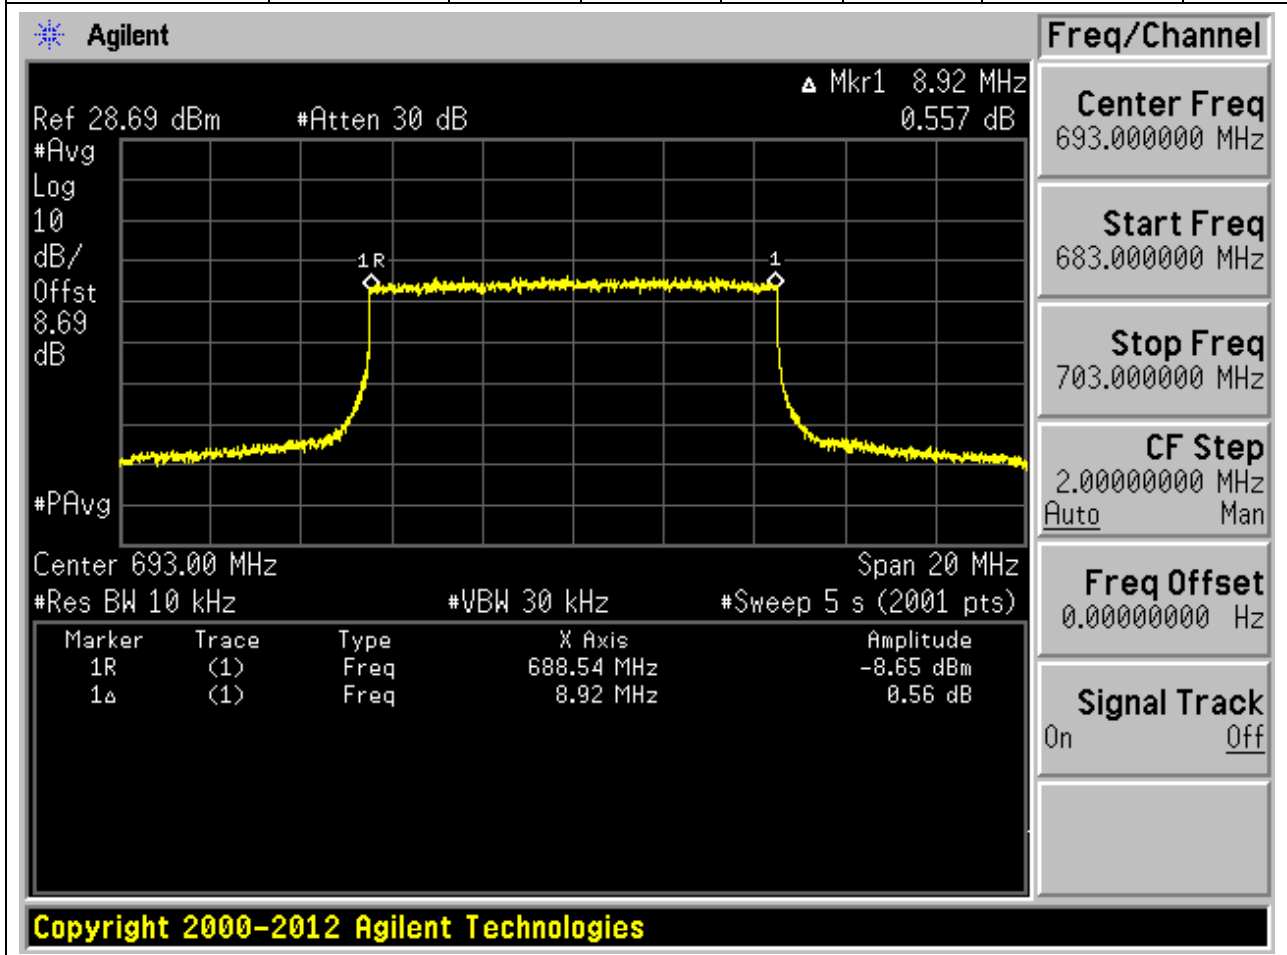 Agilent
Freq/Channel
▵ Mkr1 8.92 MHz
Ref 28.69 dBm #Atten 30 dB 0.557 dB
#Avg
Log
10
dB/
Offst
8.69
dB
1R
1
#PAvg
Center 693.00 MHz Span 20 MHz
#Res BW 10 kHz #VBW 30 kHz #Sweep 5 s (2001 pts)
Marker Trace Type X Axis Amplitude
1R (1) Freq 688.54 MHz -8.65 dBm
1▵ (1) Freq 8.92 MHz 0.56 dB
Center Freq
693.000000 MHz
Start Freq
683.000000 MHz
Stop Freq
703.000000 MHz
CF Step
2.00000000 MHz
Auto Man
Freq Offset
0.00000000 Hz
Signal Track
On Off
Copyright 2000-2012 Agilent Technologies